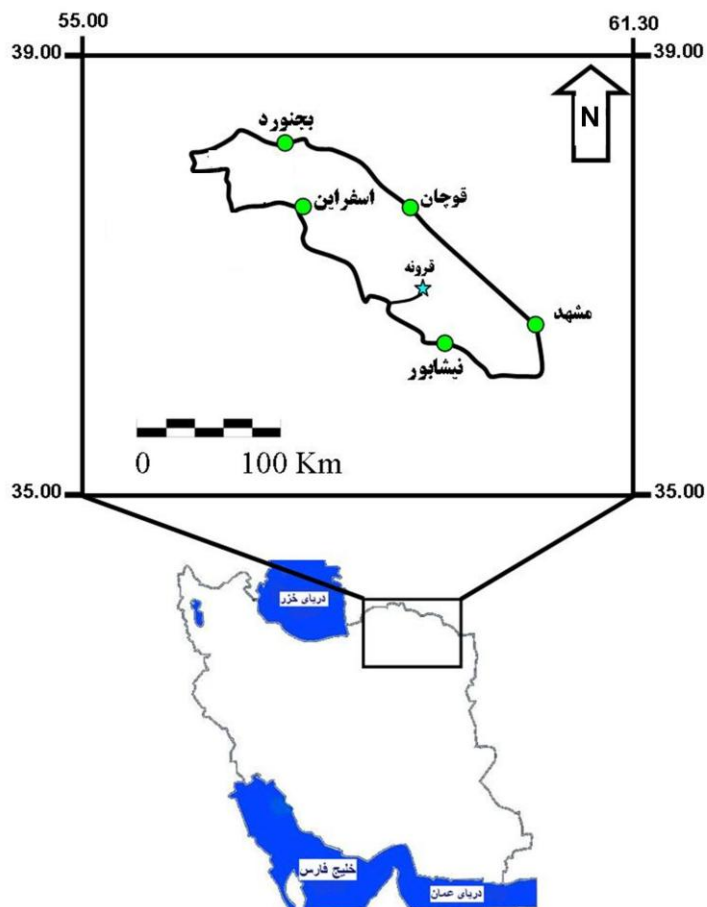 55.00
61.30
39.00
39.00
N
بجنورد
اسفراین
قوچان
قرونه
مشهد
نیشابور
0
100 Km
35.00
35.00
دریای خزر
خلیج فارس
دریای عمان